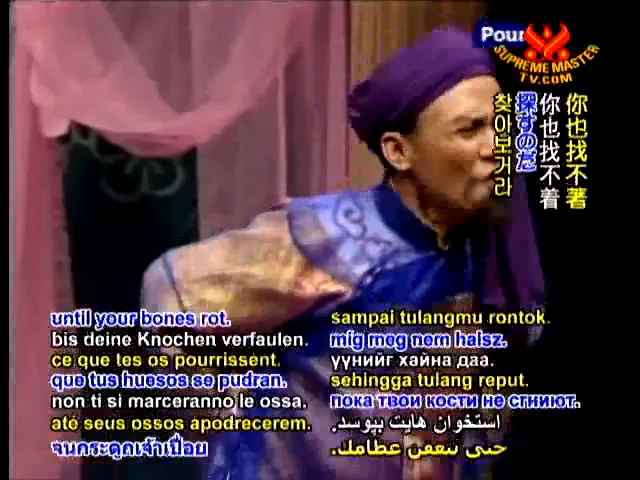 Pour
SUPREME MASTER
TV.COM
你也找不著
你也找不着
探すのだ
찾아보거라
until your bones rot.
bis deine Knochen verfaulen.
ce que tes os pourrissent.
que tus huesos se pudran.
non ti si marceranno le ossa.
até seus ossos apodrecerem.
จนกระดูกเจ้าเปื่อย
sampai tulangmu rontok.
míg meg nem halsz.
үүнийг хайна даа.
sehingga tulang reput.
пока твои кости не сгниют.
استخوان هایت بپوسد.
حتى تتعفن عظامك.